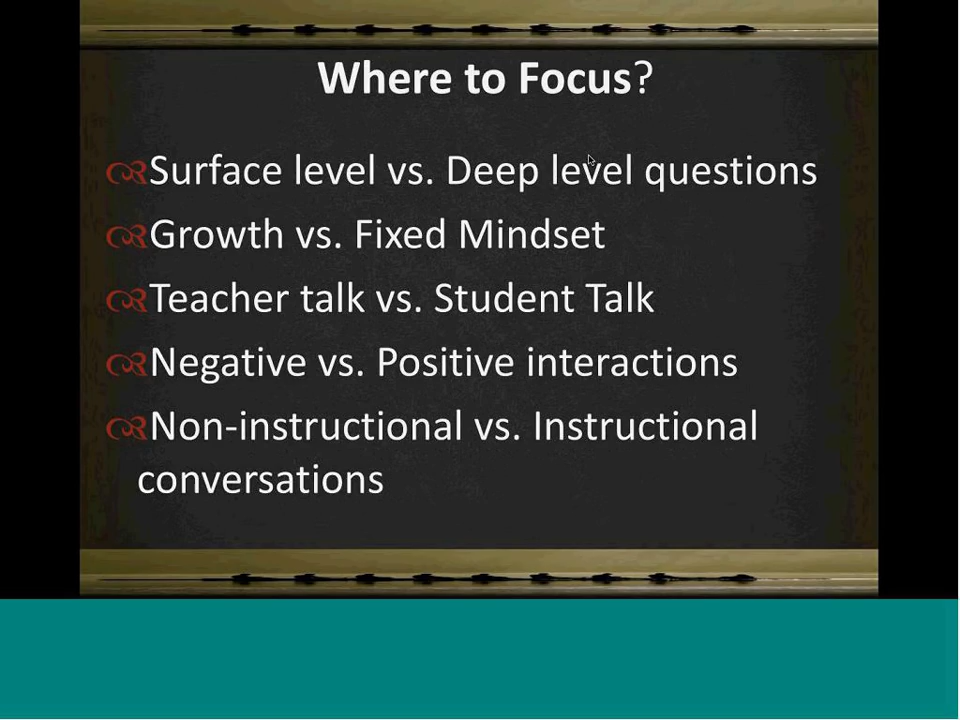 Where to Focus?
Surface level vs. Deep level questions
Growth vs. Fixed Mindset
Teacher talk vs. Student Talk
Negative vs. Positive interactions
Non-instructional vs. Instructional
conversations